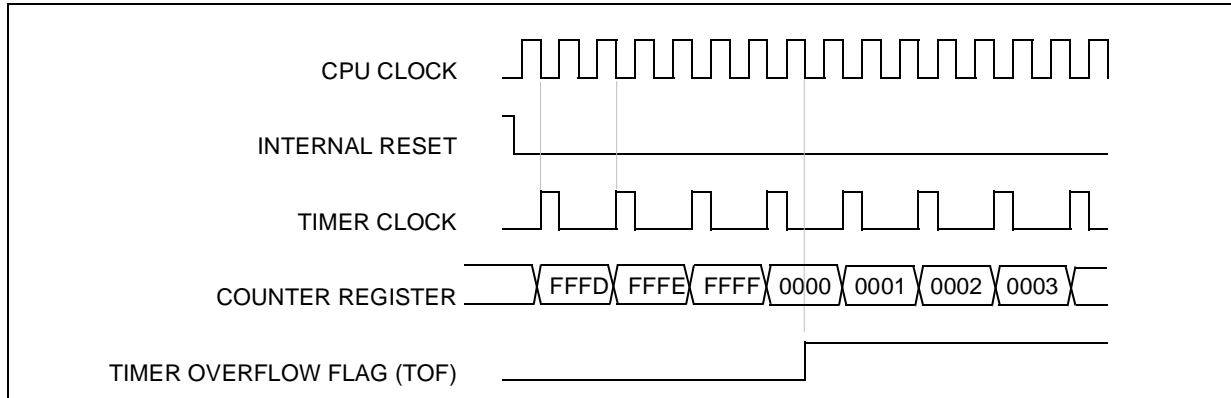 CPU CLOCK
INTERNAL RESET
TIMER CLOCK
COUNTER REGISTER FFFD FFFE FFFF 0000 0001 0002 0003
TIMER OVERFLOW FLAG (TOF)